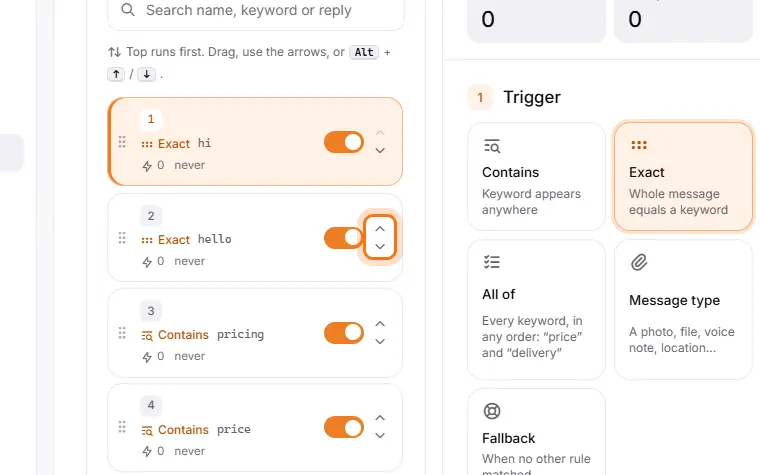 Search name, keyword or reply
0
0
Top runs first. Drag, use the arrows, or Alt +
↑ / ↓ .
1
Exact hi
0 never
2
Exact hello
0 never
3
Contains pricing
0 never
4
Contains price
0 never
1 Trigger
Contains
Keyword appears
anywhere
Exact
Whole message
equals a keyword
All of
Every keyword, in
any order: “price”
and “delivery”
Message type
A photo, file, voice
note, location...
Fallback
When no other rule
matched